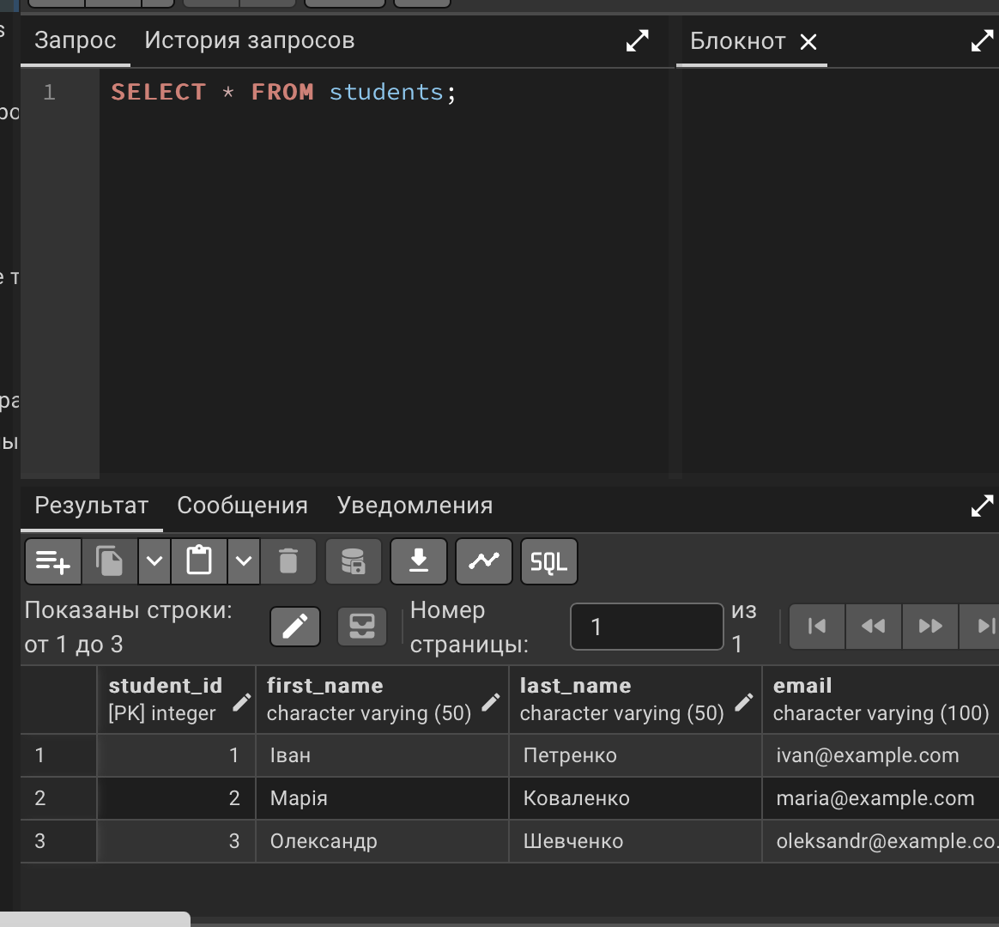 Запрос
История запросов
Блокнот
1
SELECT * FROM students;
Результат
Сообщения
Уведомления
SQL
Показаны строки:
от 1 до 3
Номер
страницы:
1
из
1
student_id
[PK] integer
first_name
character varying (50)
last_name
character varying (50)
email
character varying (100)
1 1 Іван Петренко ivan@example.com
2 2 Марія Коваленко maria@example.com
3 3 Олександр Шевченко oleksandr@example.co.